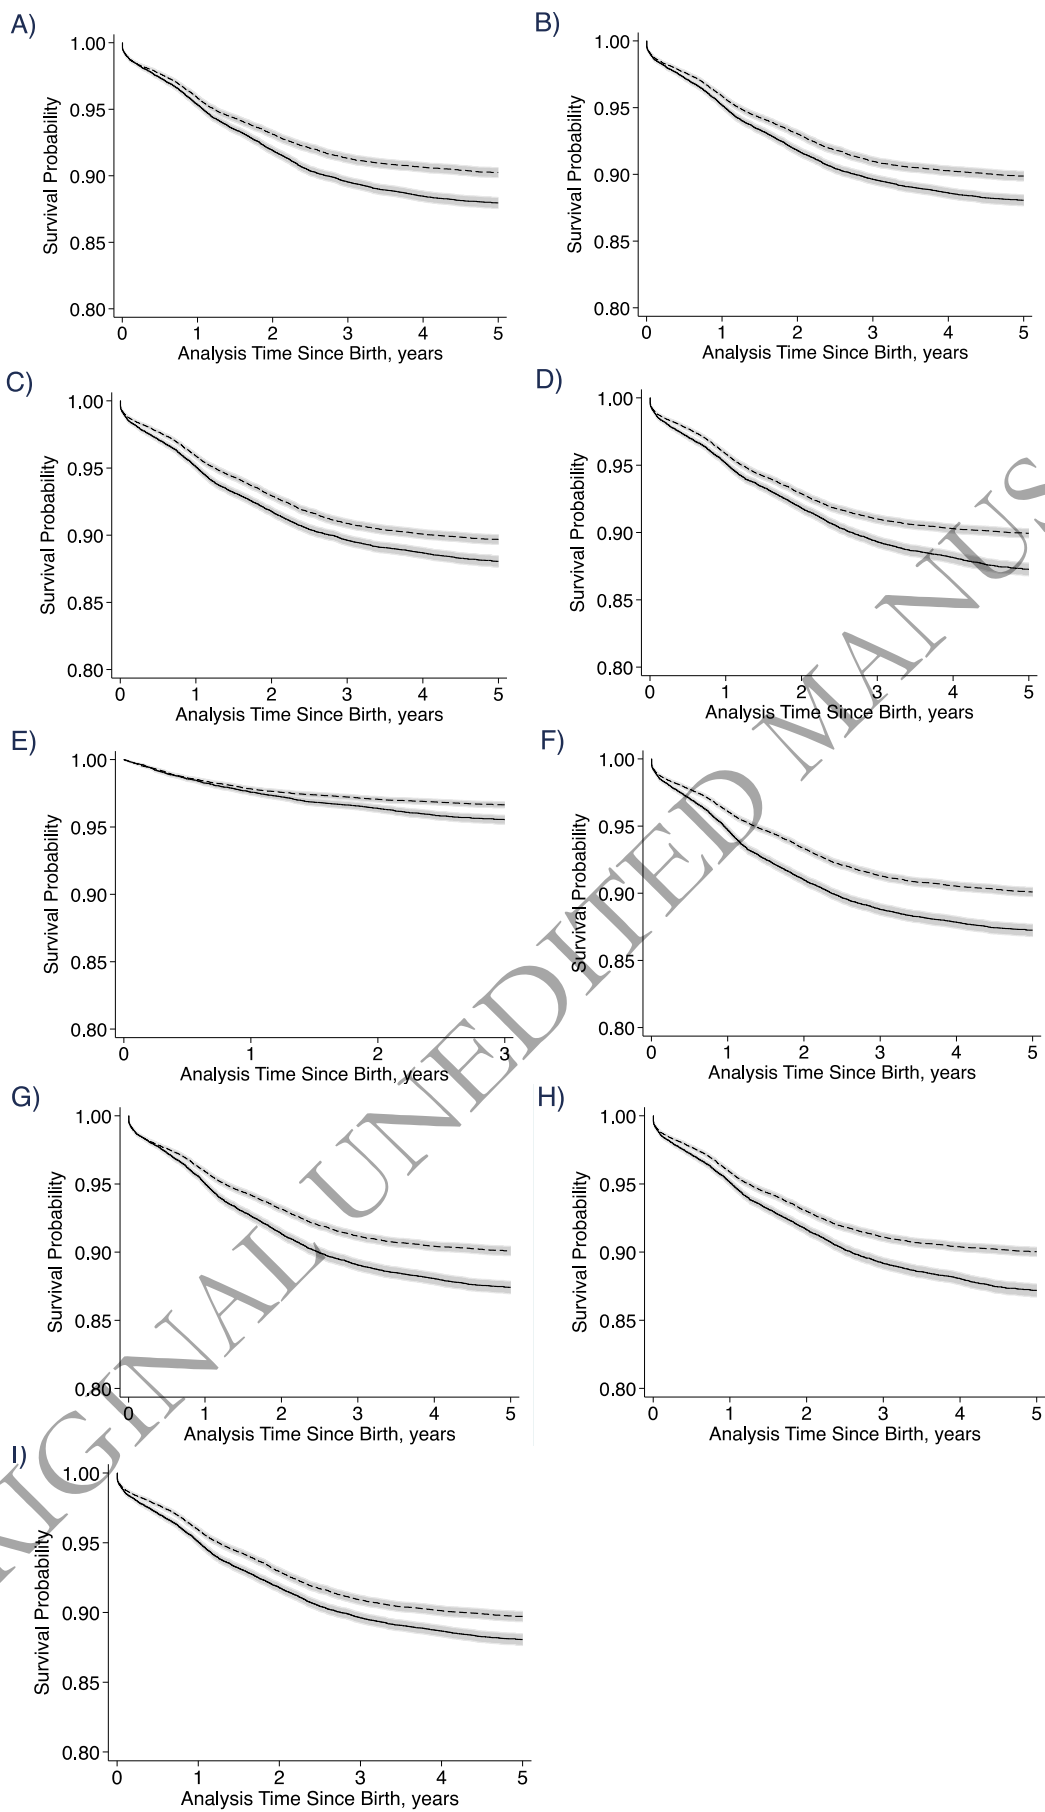 A)
1.00
0.95
0.90
0.85
0.80
Survival Probability
0 1 2 3 4 5
Analysis Time Since Birth, years
B)
1.00
0.95
0.90
0.85
0.80
Survival Probability
0 1 2 3 4 5
Analysis Time Since Birth, years
C)
1.00
0.95
0.90
0.85
0.80
Survival Probability
0 1 2 3 4 5
Analysis Time Since Birth, years
D)
1.00
0.95
0.90
0.85
0.80
Survival Probability
0 1 2 3 4 5
Analysis Time Since Birth, years
E)
1.00
0.95
0.90
0.85
0.80
Survival Probability
0 1 2 3
Analysis Time Since Birth, years
F)
1.00
0.95
0.90
0.85
0.80
Survival Probability
0 1 2 3 4 5
Analysis Time Since Birth, years
G)
1.00
0.95
0.90
0.85
0.80
Survival Probability
0 1 2 3 4 5
Analysis Time Since Birth, years
H)
1.00
0.95
0.90
0.85
0.80
Survival Probability
0 1 2 3 4 5
Analysis Time Since Birth, years
I)
1.00
0.95
0.90
0.85
0.80
Survival Probability
0 1 2 3 4 5
Analysis Time Since Birth, years
RIGINAL UNEDITED MANUS